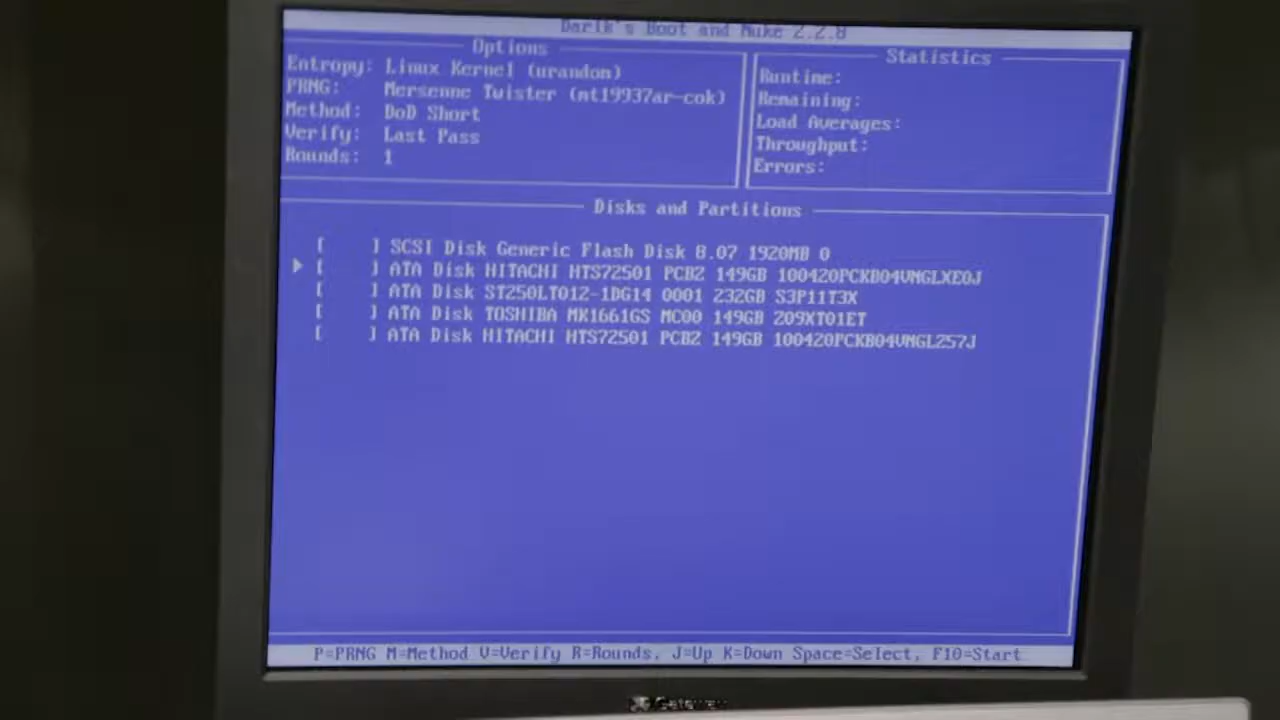 Darik's Boot and Nuke 2.2.8
Options
Entropy: Linux Kernel (urandom)
PRNG: Mersenne Twister (mt19937ar-cok)
Method: DoD Short
Verify: Last Pass
Rounds: 1
Statistics
Runtime:
Remaining:
Load Averages:
Throughput:
Errors:
Disks and Partitions
[ ] SCSI Disk Generic Flash Disk 8.07 1920MB 0
[ ] ATA Disk HITACHI HTS72501 PCB2 149GB 100420PCKB04VNGLXE0J
[ ] ATA Disk ST250LT012-1DG14 0001 232GB S3P11T3X
[ ] ATA Disk TOSHIBA MK1661GS MC00 149GB Z09XT01ET
[ ] ATA Disk HITACHI HTS72501 PCB2 149GB 100420PCKB04VNGLZ57J
P=PRNG M=Method V=Verify R=Rounds, J=Up K=Down Space=Select, F10=Start
Gateway